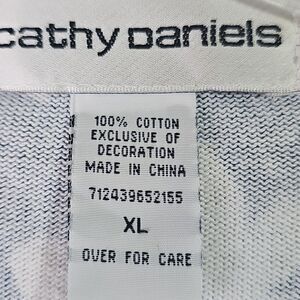 cathy Daniels
100% COTTON
EXCLUSIVE OF
DECORATION
MADE IN CHINA
712439652155
XL
OVER FOR CARE